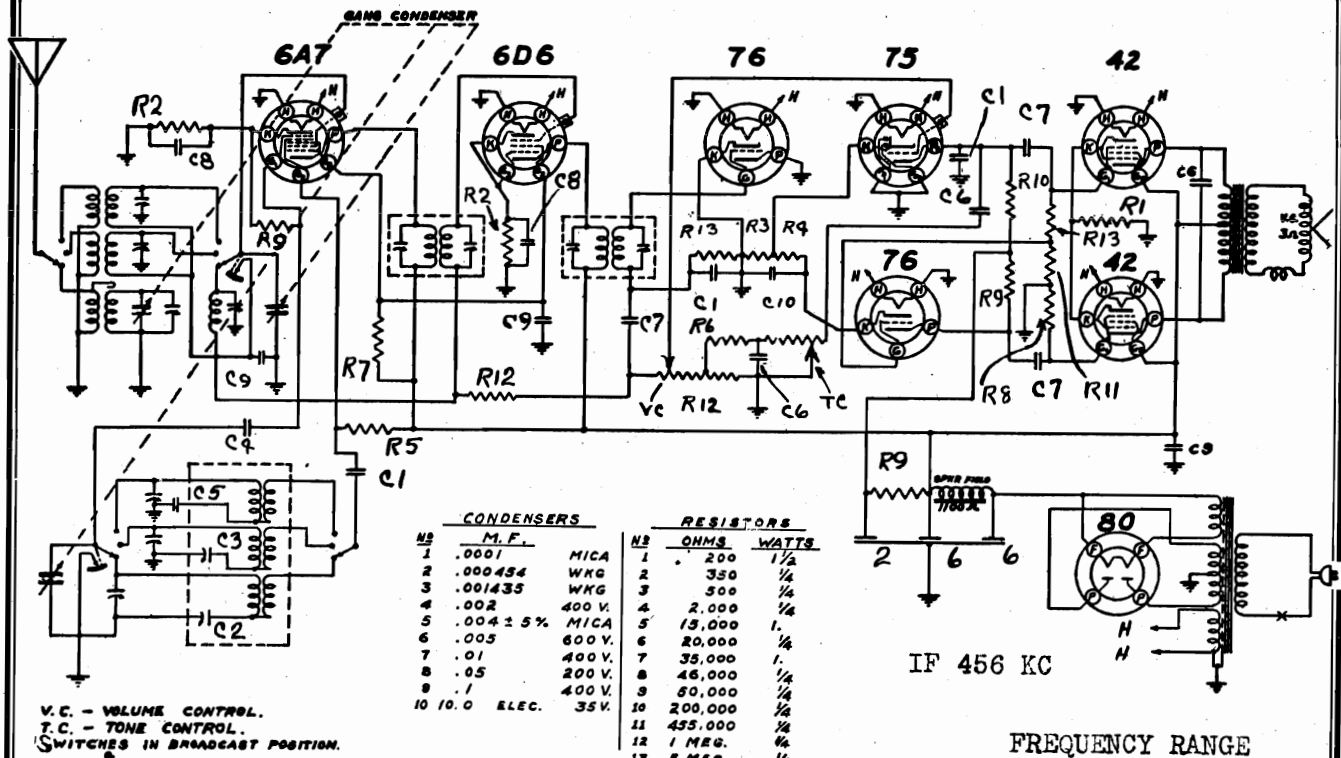 GANG CONDENSER
6A7
6D6
76
75
42
H
H
H
H
H
R2
C8
R9
R2
C8
C1
C7
C6
R10
C6
R1
R13
R3
R4
R13
V.C.
3Ω
76
42
C1
C10
R9
C9
C7
R6
R7
C9
R12
VC
R12
C6
TC
R8
C7
R11
C4
R5
C1
C9
R9
SPKR FIELD
1100 Ω
80
2
6
6
C5
C3
C2
H
H
IF 456 KC
CONDENSERS
Nº M.F.
1 .0001 MICA
2 .000454 WKG
3 .001435 WKG
4 .002 400 V.
5 .004 ± 5% MICA
6 .005 600 V.
7 .01 400 V.
8 .05 200 V.
9 .1 400 V.
10 10.0 ELEC. 35 V.
RESISTORS
Nº OHMS WATTS
1 200 1 1/2
2 350 1/4
3 500 1/4
4 2,000 1/4
5 15,000 1.
6 20,000 1/4
7 35,000 1.
8 46,000 1/4
9 50,000 1/4
10 200,000 1/4
11 455,000 1/4
12 1 MEG. 1/4
V.C. - VOLUME CONTROL.
T.C. - TONE CONTROL.
SWITCHES IN BROADCAST POSITION.
FREQUENCY RANGE